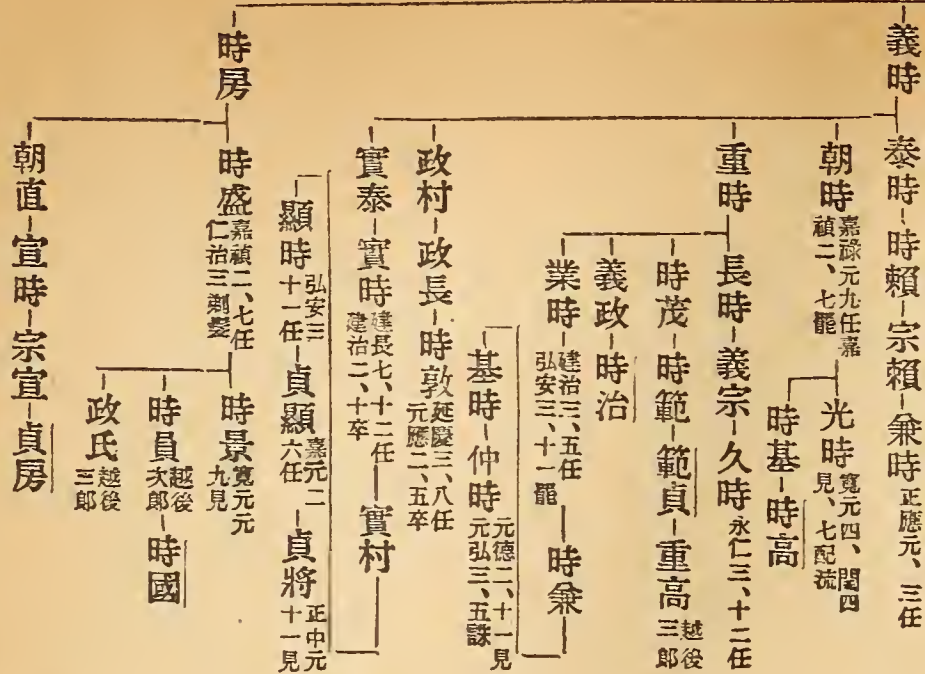 義時
泰時 時賴 宗賴 兼時 正應元、三任
朝時 嘉祿元九任嘉禎二、七罷
光時 寬元四、閏四見、七配流
時基 時高
重時
長時 義宗 久時 永仁三、十二任
時茂 時範 範貞 重高 越後三郎
義政 時治
業時 建治三、五任弘安三、十一罷
時兼
基時 仲時 元德二、十一見元弘三、五誅
政村 政長 時敦 延慶三、八任元應二、五卒
實泰 實時 建長七、十二任建治二、十卒
實村
顯時 弘安三十一任
貞顯 嘉元二六任
貞將 正中元十一見
時房
時盛 嘉禎二、七任仁治三剃髮
時景 寬元元九見
時員 越後次郎
時國
政氏 越後三郎
朝直 宣時 宗宣 貞房